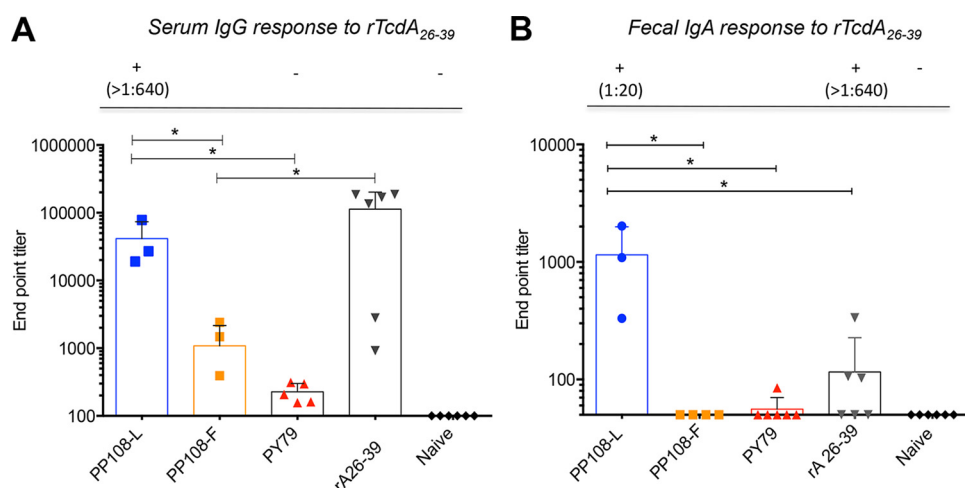 A
Serum IgG response to rTcdA26-39
+ - -
(>1:640)
* 
*
*
End point titer
1000000
100000
10000
1000
100
PP108-L
PP108-F
PY79
rA26-39
Naive
B
Fecal IgA response to rTcdA26-39
+ + -
(1:20) (>1:640)
*
*
*
End point titer
10000
1000
100
PP108-L
PP108-F
PY79
rA 26-39
Naive